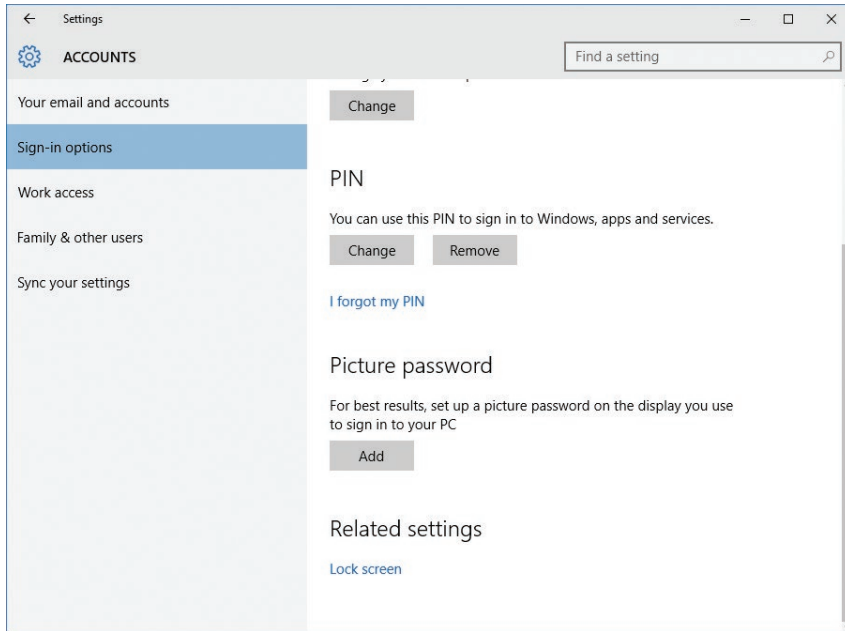 Settings
ACCOUNTS
Find a setting
Your email and accounts
Sign-in options
Work access
Family & other users
Sync your settings
Change
PIN
You can use this PIN to sign in to Windows, apps and services.
Change Remove
I forgot my PIN
Picture password
For best results, set up a picture password on the display you use
to sign in to your PC
Add
Related settings
Lock screen